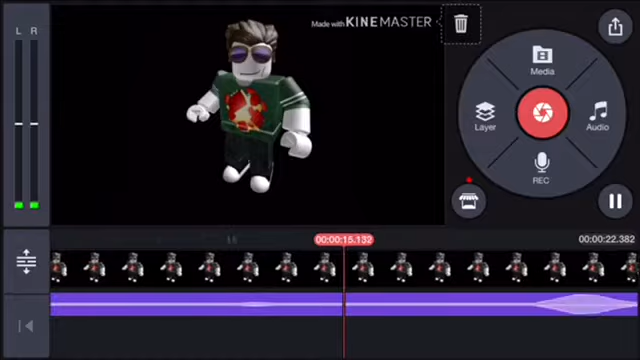 L R
Made with KINEMASTER
Media
Layer
Audio
REC
00:00:15.132
00:00:22.382